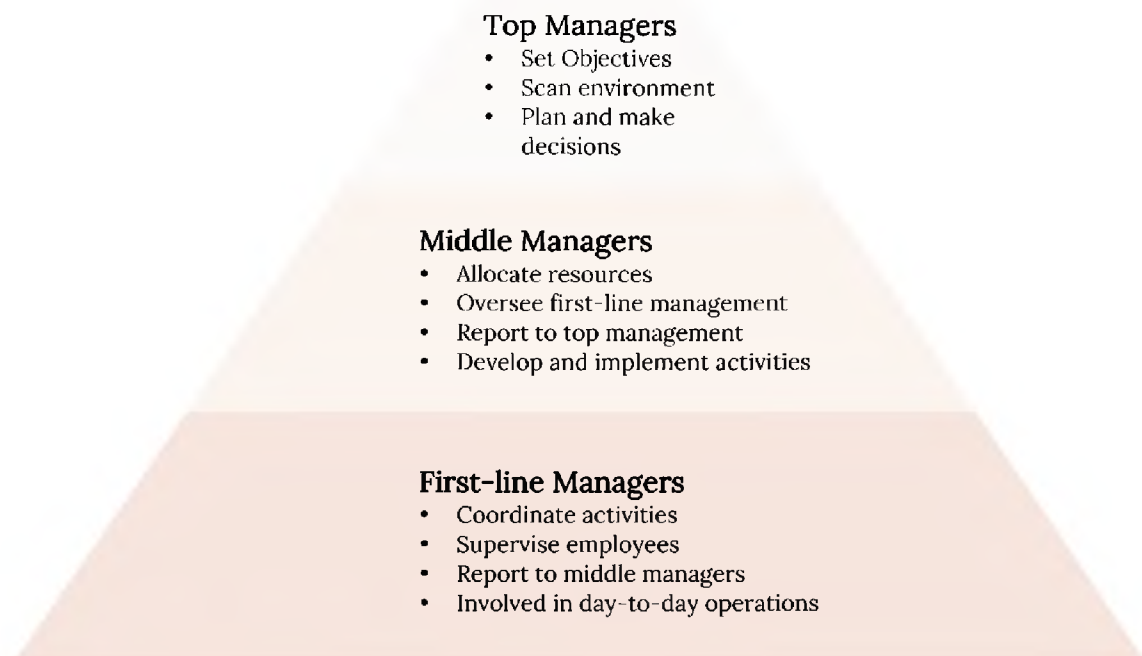 Top Managers
• Set Objectives
• Scan environment
• Plan and make
decisions
Middle Managers
• Allocate resources
• Oversee first-line management
• Report to top management
• Develop and implement activities
First-line Managers
• Coordinate activities
• Supervise employees
• Report to middle managers
• Involved in day-to-day operations